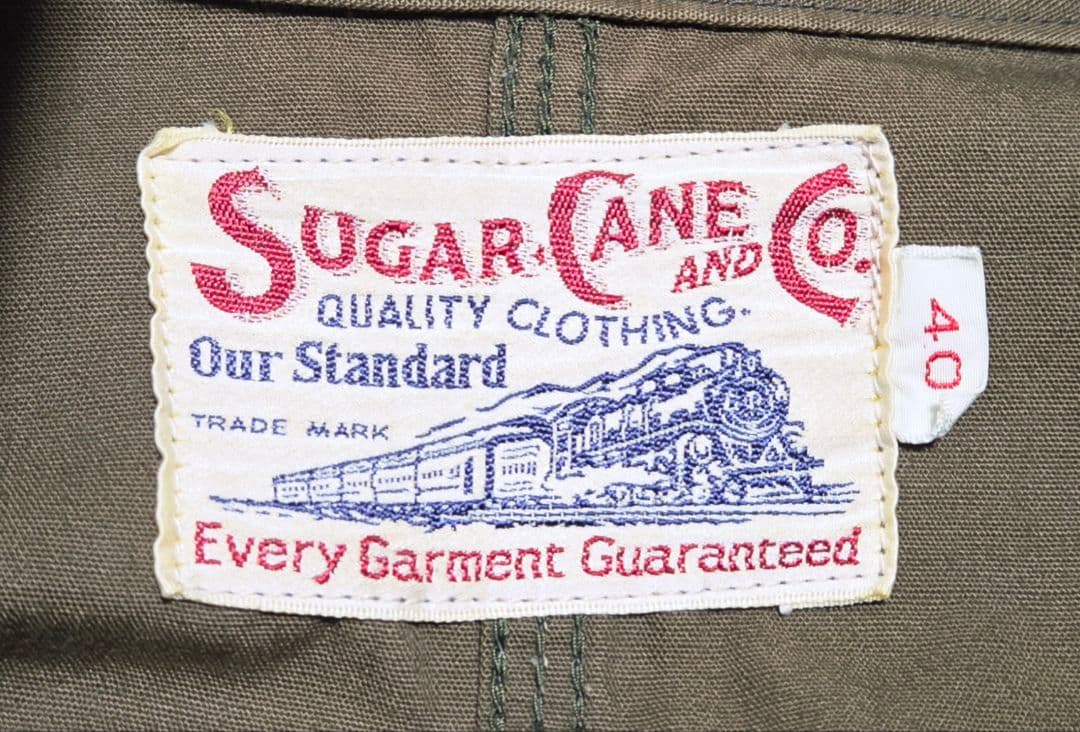 SUGAR CANE AND CO.
QUALITY CLOTHING.
Our Standard
TRADE MARK
Every Garment Guaranteed
40